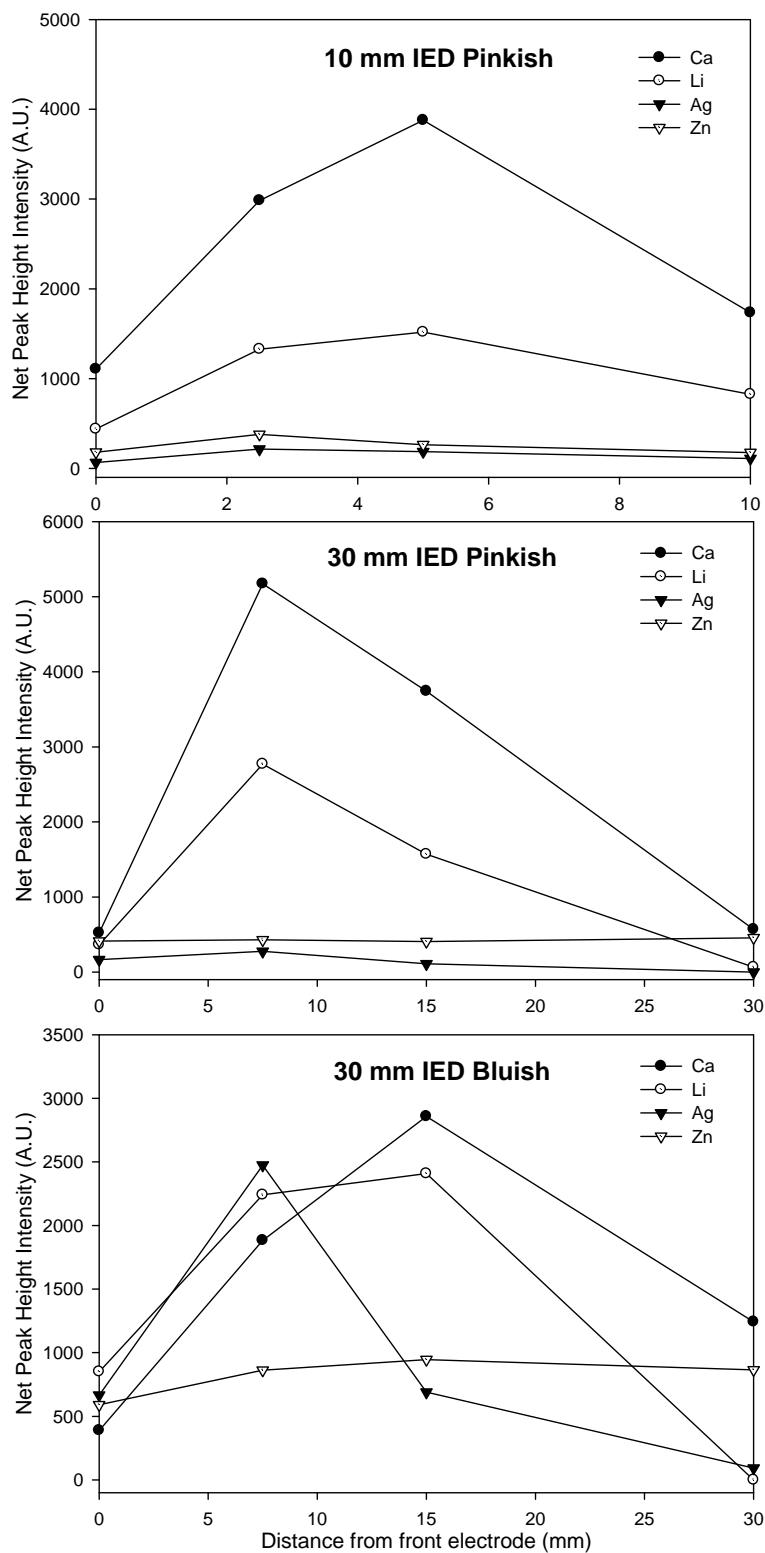 10 mm IED Pinkish
Ca
Li
Ag
Zn
Net Peak Height Intensity (A.U.)
5000
4000
3000
2000
1000
0
0 2 4 6 8 10
30 mm IED Pinkish
Ca
Li
Ag
Zn
Net Peak Height Intensity (A.U.)
6000
5000
4000
3000
2000
1000
0
0 5 10 15 20 25 30
30 mm IED Bluish
Ca
Li
Ag
Zn
Net Peak Height Intensity (A.U.)
3500
3000
2500
2000
1500
1000
500
0
0 5 10 15 20 25 30
Distance from front electrode (mm)